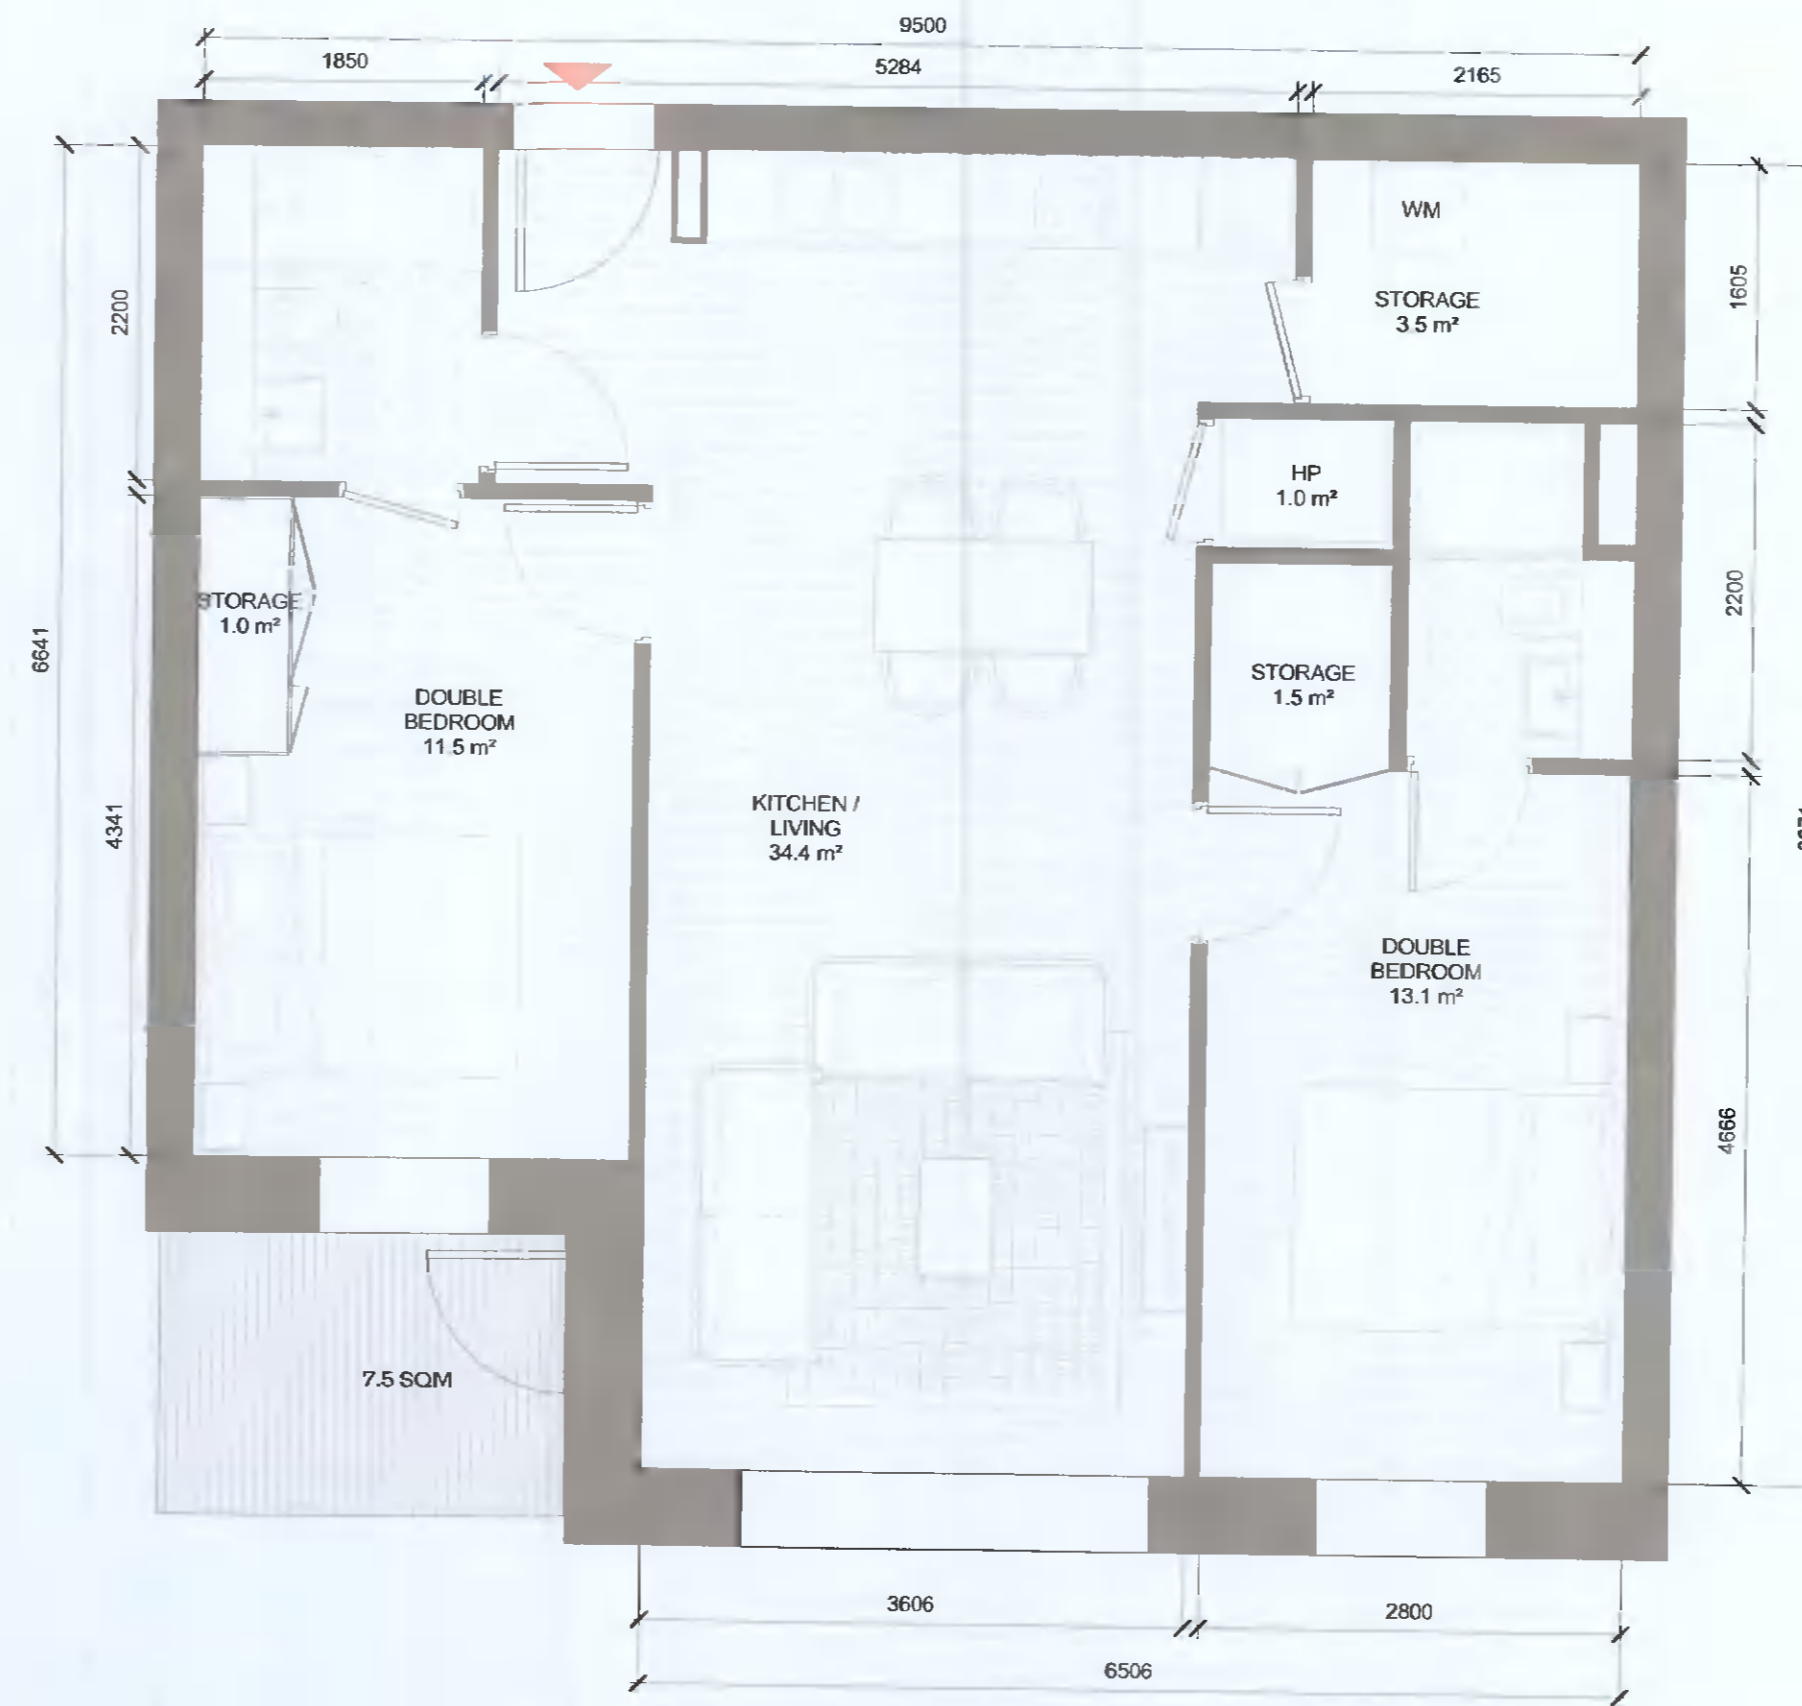 9500
1850
5284
2165
WM
STORAGE
3.5 m²
1605
2200
HP
1.0 m²
STORAGE
1.0 m²
2200
6641
STORAGE
1.5 m²
DOUBLE
BEDROOM
11.5 m²
4341
KITCHEN /
LIVING
34.4 m²
DOUBLE
BEDROOM
13.1 m²
4666
7.5 SQM
3606
2800
6506